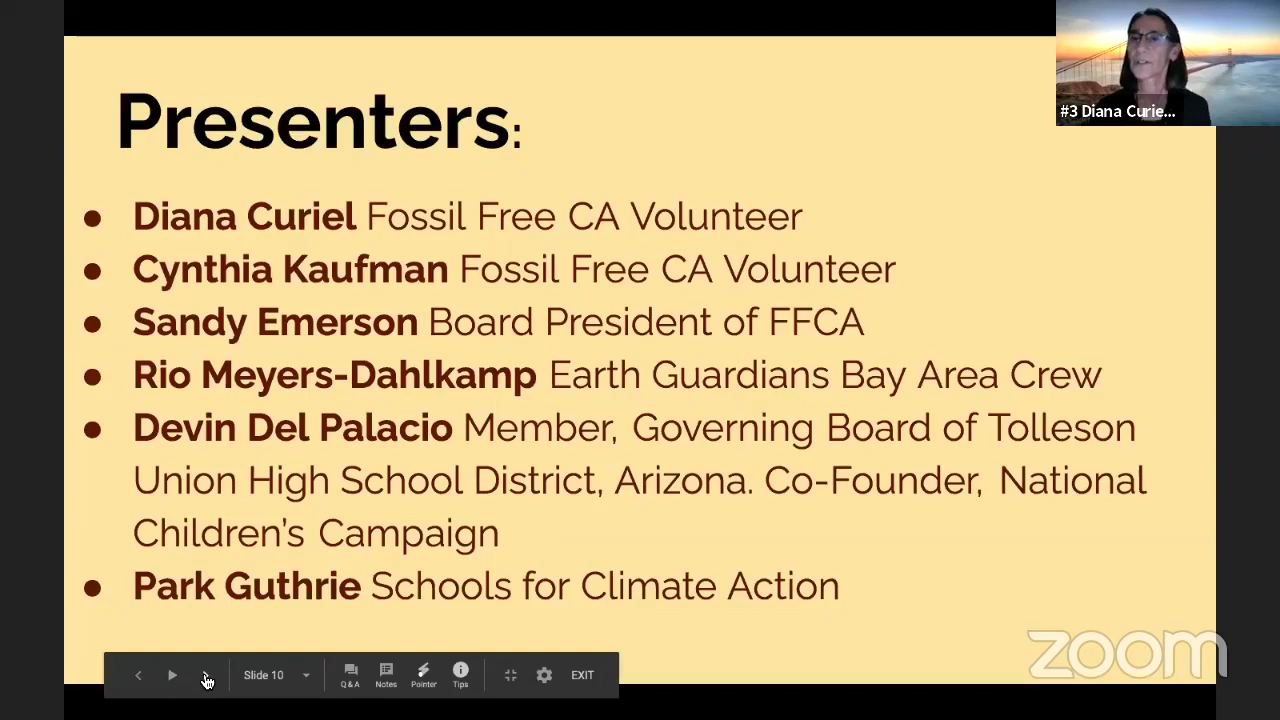 Presenters:
#3 Diana Curie...
● Diana Curiel Fossil Free CA Volunteer
● Cynthia Kaufman Fossil Free CA Volunteer
● Sandy Emerson Board President of FFCA
● Rio Meyers-Dahlkamp Earth Guardians Bay Area Crew
● Devin Del Palacio Member, Governing Board of Tolleson
Union High School District, Arizona. Co-Founder, National
Children's Campaign
● Park Guthrie Schools for Climate Action
zoom
Slide 10 Q&A Notes Pointer Tips EXIT